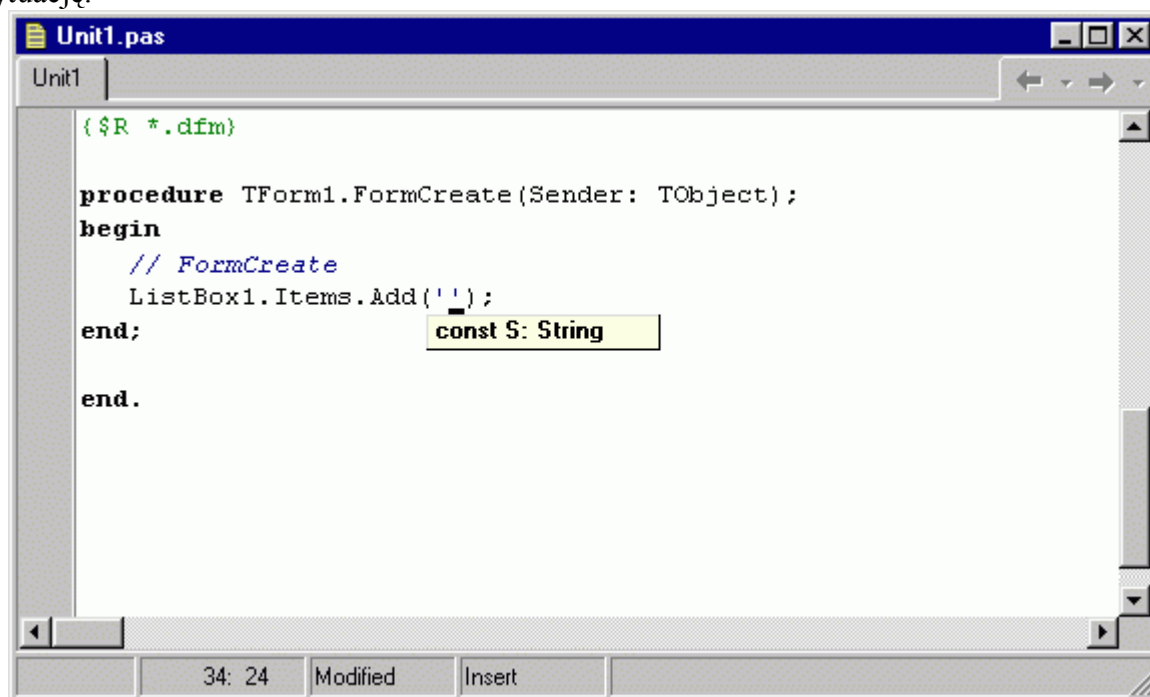 Unit1.pas
Unit1
{$R *.dfm}
procedure TForm1.FormCreate(Sender: TObject);
begin
// FormCreate
ListBox1.Items.Add('');
end;
const S: String
end.
34: 24 Modified Insert